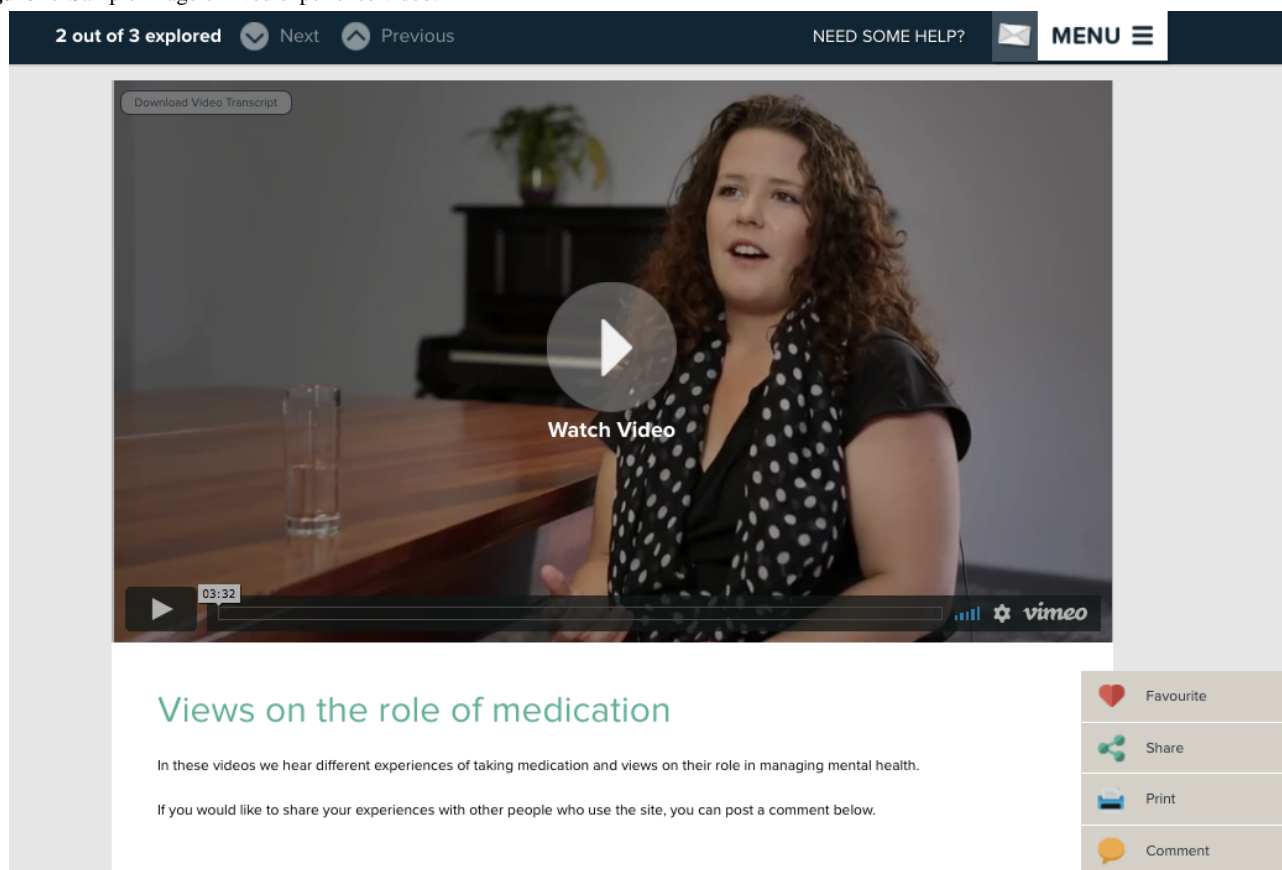 2 out of 3 explored Next Previous NEED SOME HELP? MENU
Download Video Transcript
Watch Video
03:32
vimeo
Views on the role of medication
In these videos we hear different experiences of taking medication and views on their role in managing mental health.
If you would like to share your experiences with other people who use the site, you can post a comment below.
Favourite
Share
Print
Comment